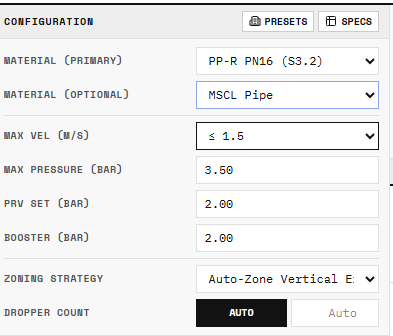 CONFIGURATION PRESETS SPECS
MATERIAL (PRIMARY) PP-R PN16 (S3.2)
MATERIAL (OPTIONAL) MSCL Pipe
MAX VEL (M/S) ≤ 1.5
MAX PRESSURE (BAR) 3.50
PRV SET (BAR) 2.00
BOOSTER (BAR) 2.00
ZONING STRATEGY Auto-Zone Vertical E
DROPPER COUNT AUTO Auto